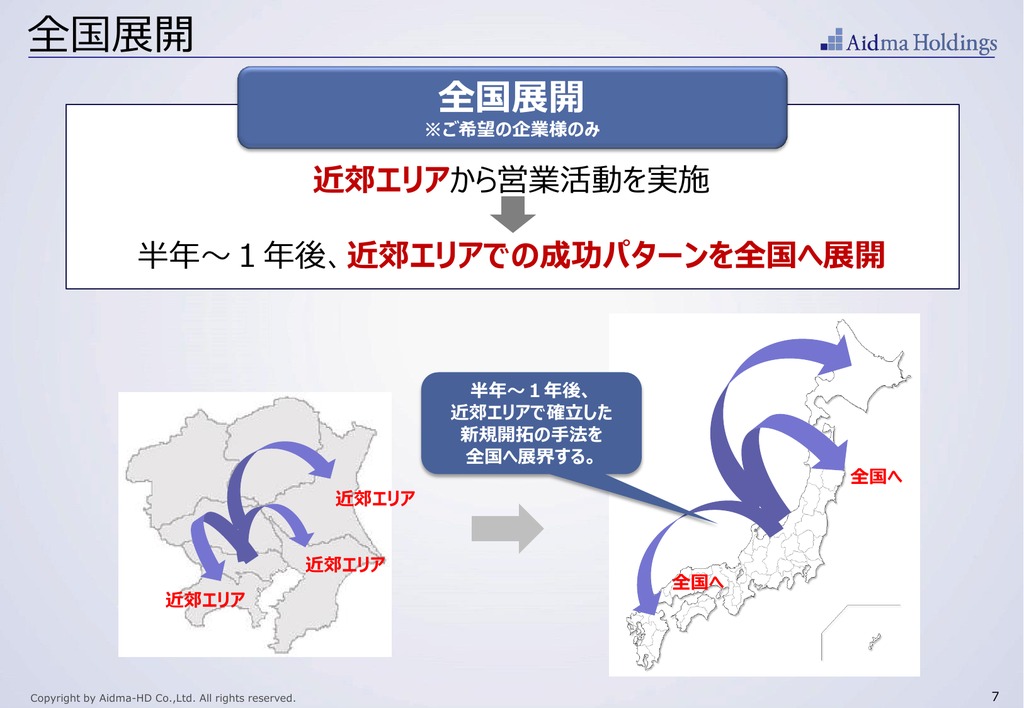 全国展開
Aidma Holdings
全国展開
※ご希望の企業様のみ
近郊エリアから営業活動を実施
半年～１年後、近郊エリアでの成功パターンを全国へ展開
半年～１年後、
近郊エリアで確立した
新規開拓の手法を
全国へ展界する。
近郊エリア
近郊エリア
近郊エリア
全国へ
全国へ
Copyright by Aidma-HD Co.,Ltd. All rights reserved.
7